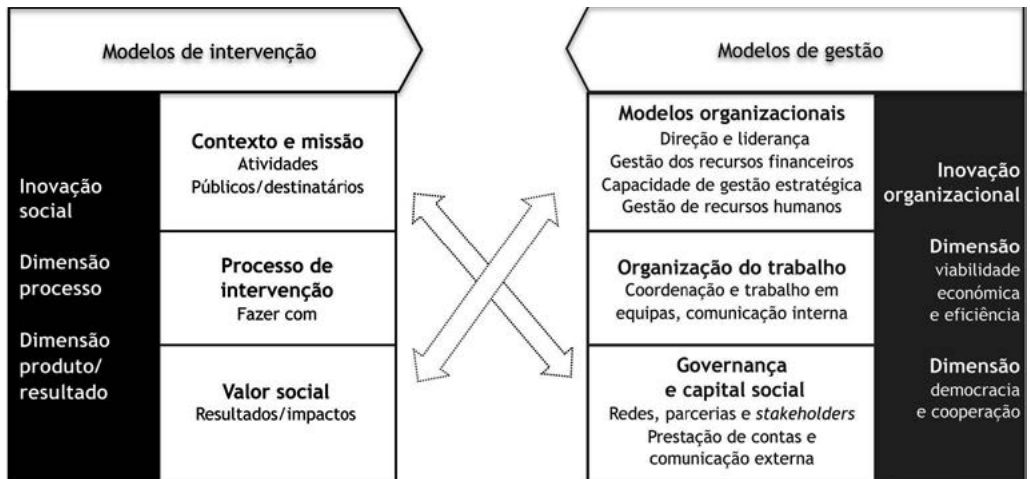 Modelos de intervenção
Modelos de gestão
Inovação
social
Dimensão
processo
Dimensão
produto/
resultado
Contexto e missão
Atividades
Públicos/destinatários
Processo de
intervenção
Fazer com
Valor social
Resultados/impactos
Modelos organizacionais
Direção e liderança
Gestão dos recursos financeiros
Capacidade de gestão estratégica
Gestão de recursos humanos
Organização do trabalho
Coordenação e trabalho em
equipas, comunicação interna
Governança
e capital social
Redes, parcerias e stakeholders
Prestação de contas e
comunicação externa
Inovação
organizacional
Dimensão
viabilidade
económica
e eficiência
Dimensão
democracia
e cooperação